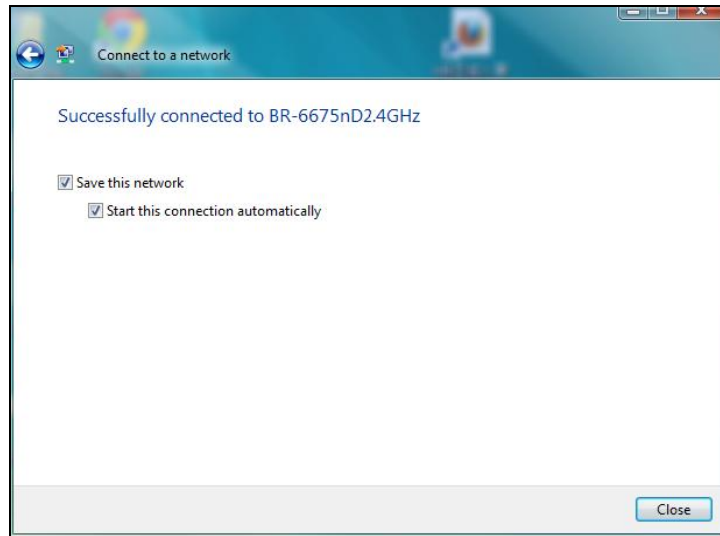 Connect to a network
Successfully connected to BR-6675nD2.4GHz
Save this network
Start this connection automatically
Close